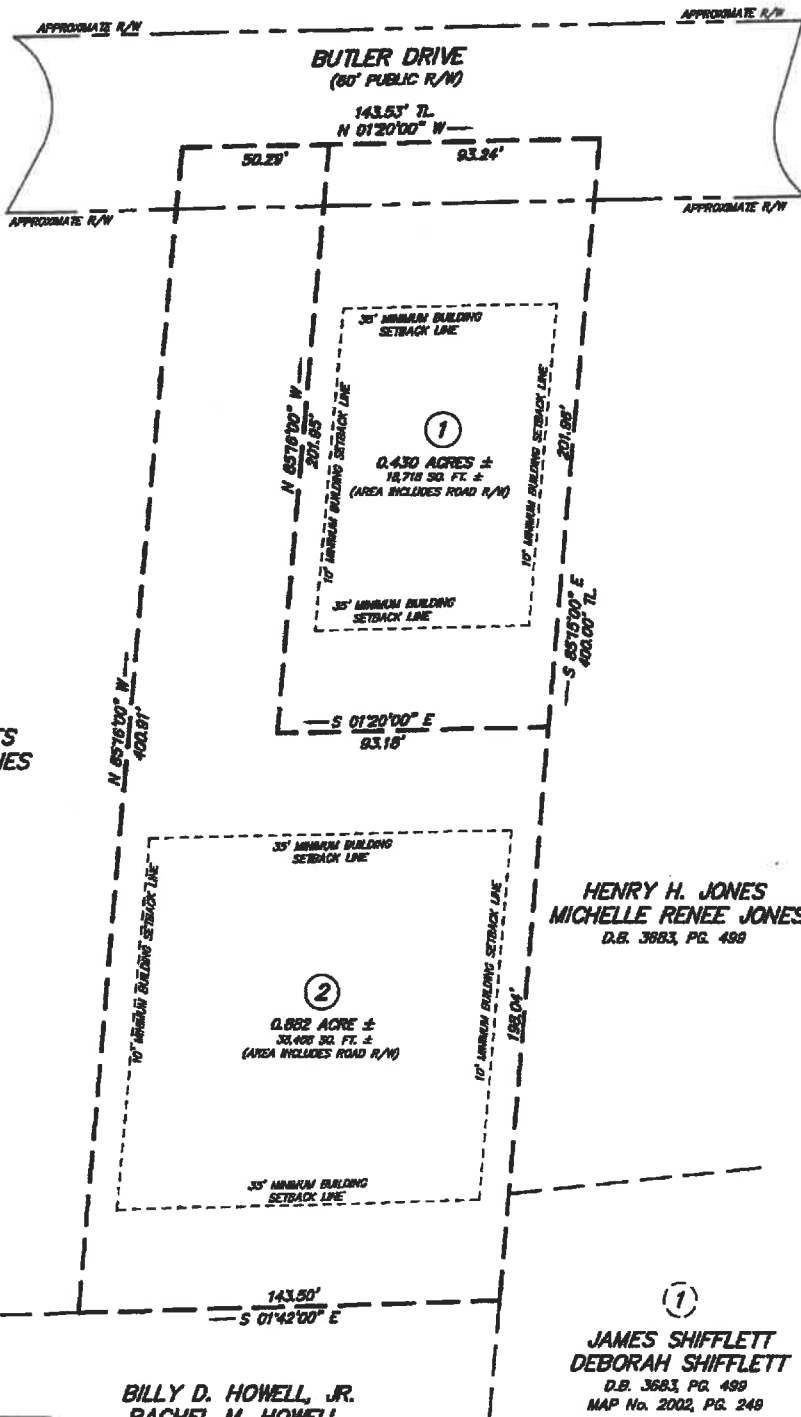 APPROXIMATE R/W
APPROXIMATE R/W
BUTLER DRIVE
(60' PUBLIC R/W)
143.53' TL.
N 01°20'00" W
50.29'
93.24'
APPROXIMATE R/W
APPROXIMATE R/W
35' MINIMUM BUILDING
SETBACK LINE
N 85°16'00" W
201.95'
10' MINIMUM BUILDING SETBACK LINE
1
0.430 ACRES ±
18,718 SQ. FT. ±
(AREA INCLUDES ROAD R/W)
10' MINIMUM BUILDING SETBACK LINE
201.96'
35' MINIMUM BUILDING
SETBACK LINE
S 85°15'00" E
400.00' TL
S 01°20'00" E
93.18'
N 85°16'00" W
400.91'
35' MINIMUM BUILDING
SETBACK LINE
10' MINIMUM BUILDING SETBACK LINE
2
0.882 ACRE ±
38,406 SQ. FT. ±
(AREA INCLUDES ROAD R/W)
10' MINIMUM BUILDING SETBACK LINE
198.04'
HENRY H. JONES
MICHELLE RENEE JONES
D.B. 3683, PG. 499
35' MINIMUM BUILDING
SETBACK LINE
143.50'
S 01°42'00" E
1
JAMES SHIFFLETT
DEBORAH SHIFFLETT
D.B. 3683, PG. 499
MAP No. 2002, PG. 249
BILLY D. HOWELL, JR.
RACHEL M. HOWELL